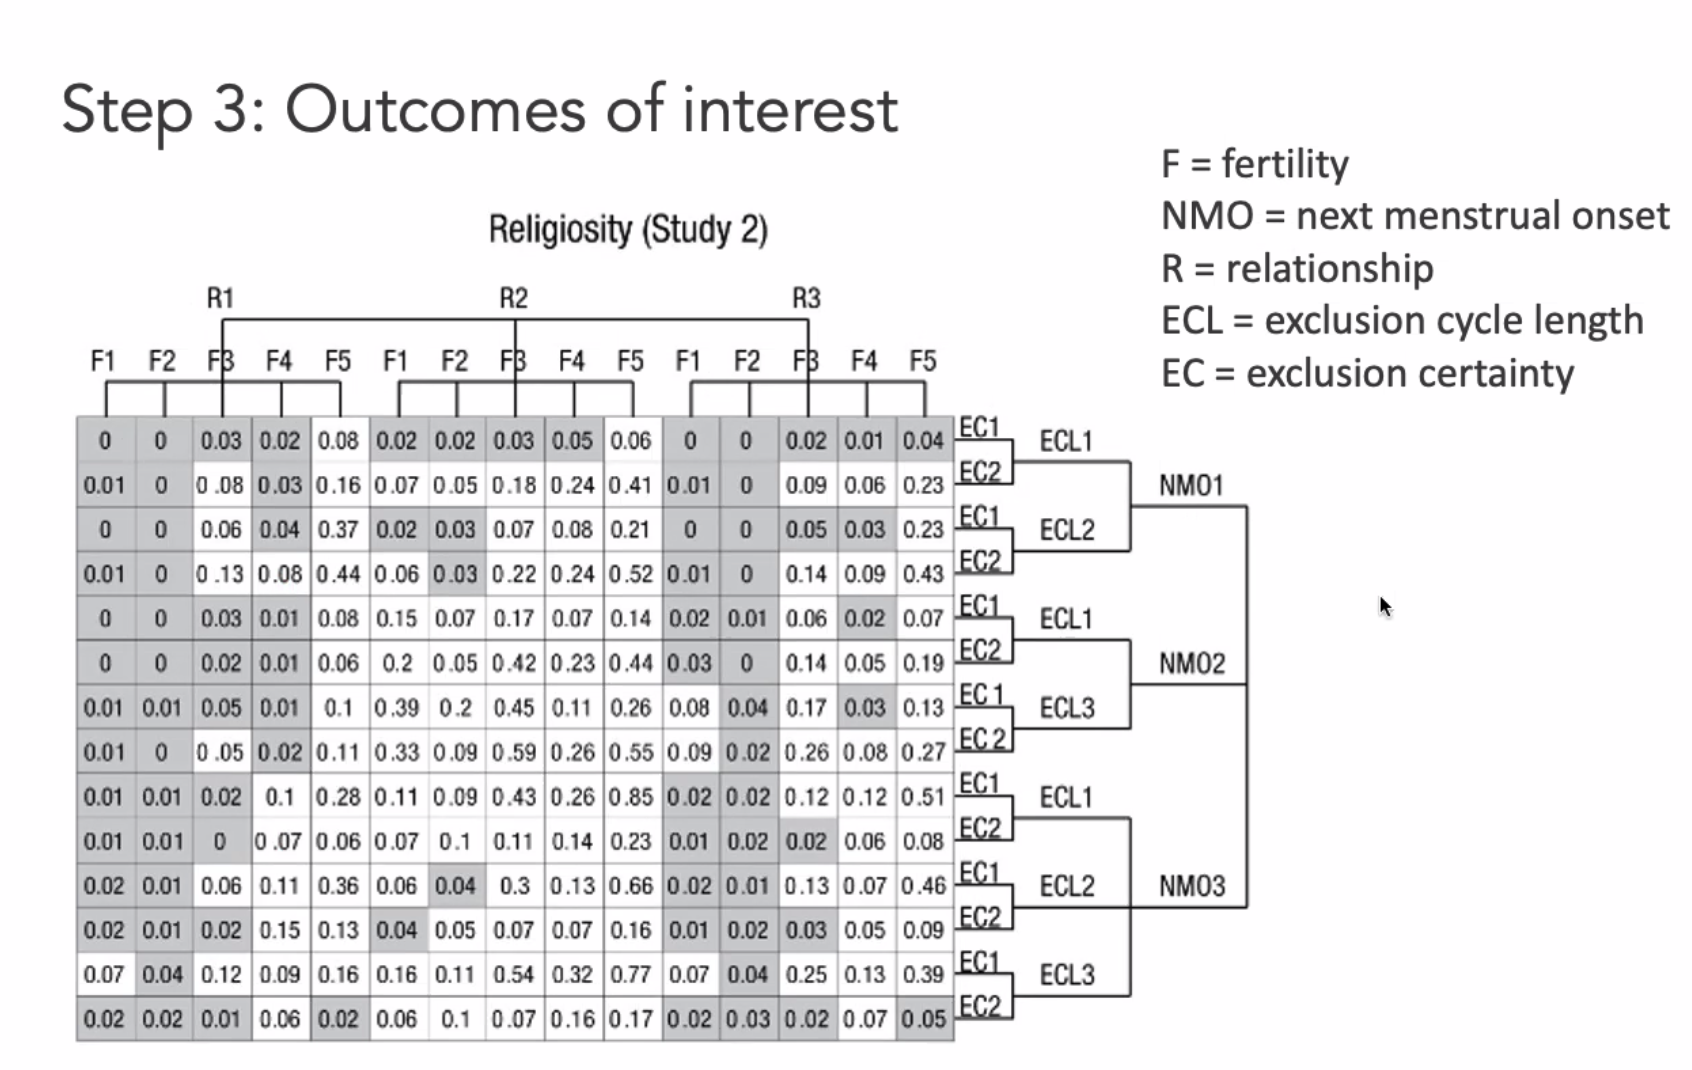 Step 3: Outcomes of interest
F = fertility
NMO = next menstrual onset
R = relationship
ECL = exclusion cycle length
EC = exclusion certainty
Religiosity (Study 2)
R1 R2 R3
F1 F2 F3 F4 F5 F1 F2 F3 F4 F5 F1 F2 F3 F4 F5
0 0 0.03 0.02 0.08 0.02 0.02 0.03 0.05 0.06 0 0 0.02 0.01 0.04 EC1 ECL1
0.01 0 0 .08 0.03 0.16 0.07 0.05 0.18 0.24 0.41 0.01 0 0.09 0.06 0.23 EC2 NMO1
0 0 0.06 0.04 0.37 0.02 0.03 0.07 0.08 0.21 0 0 0.05 0.03 0.23 EC1 ECL2
0.01 0 0 .13 0.08 0.44 0.06 0.03 0.22 0.24 0.52 0.01 0 0.14 0.09 0.43 EC2
0 0 0.03 0.01 0.08 0.15 0.07 0.17 0.07 0.14 0.02 0.01 0.06 0.02 0.07 EC1 ECL1
0 0 0.02 0.01 0.06 0.2 0.05 0.42 0.23 0.44 0.03 0 0.14 0.05 0.19 EC2 NMO2
0.01 0.01 0.05 0.01 0.1 0.39 0.2 0.45 0.11 0.26 0.08 0.04 0.17 0.03 0.13 EC 1 ECL3
0.01 0 0 .05 0.02 0.11 0.33 0.09 0.59 0.26 0.55 0.09 0.02 0.26 0.08 0.27 EC 2
0.01 0.01 0.02 0.1 0.28 0.11 0.09 0.43 0.26 0.85 0.02 0.02 0.12 0.12 0.51 EC1 ECL1
0.01 0.01 0 0 .07 0.06 0.07 0.1 0.11 0.14 0.23 0.01 0.02 0.02 0.06 0.08 EC2
0.02 0.01 0.06 0.11 0.36 0.06 0.04 0.3 0.13 0.66 0.02 0.01 0.13 0.07 0.46 EC1 ECL2 NMO3
0.02 0.01 0.02 0.15 0.13 0.04 0.05 0.07 0.07 0.16 0.01 0.02 0.03 0.05 0.09 EC2
0.07 0.04 0.12 0.09 0.16 0.16 0.11 0.54 0.32 0.77 0.07 0.04 0.25 0.13 0.39 EC1 ECL3
0.02 0.02 0.01 0.06 0.02 0.06 0.1 0.07 0.16 0.17 0.02 0.03 0.02 0.07 0.05 EC2